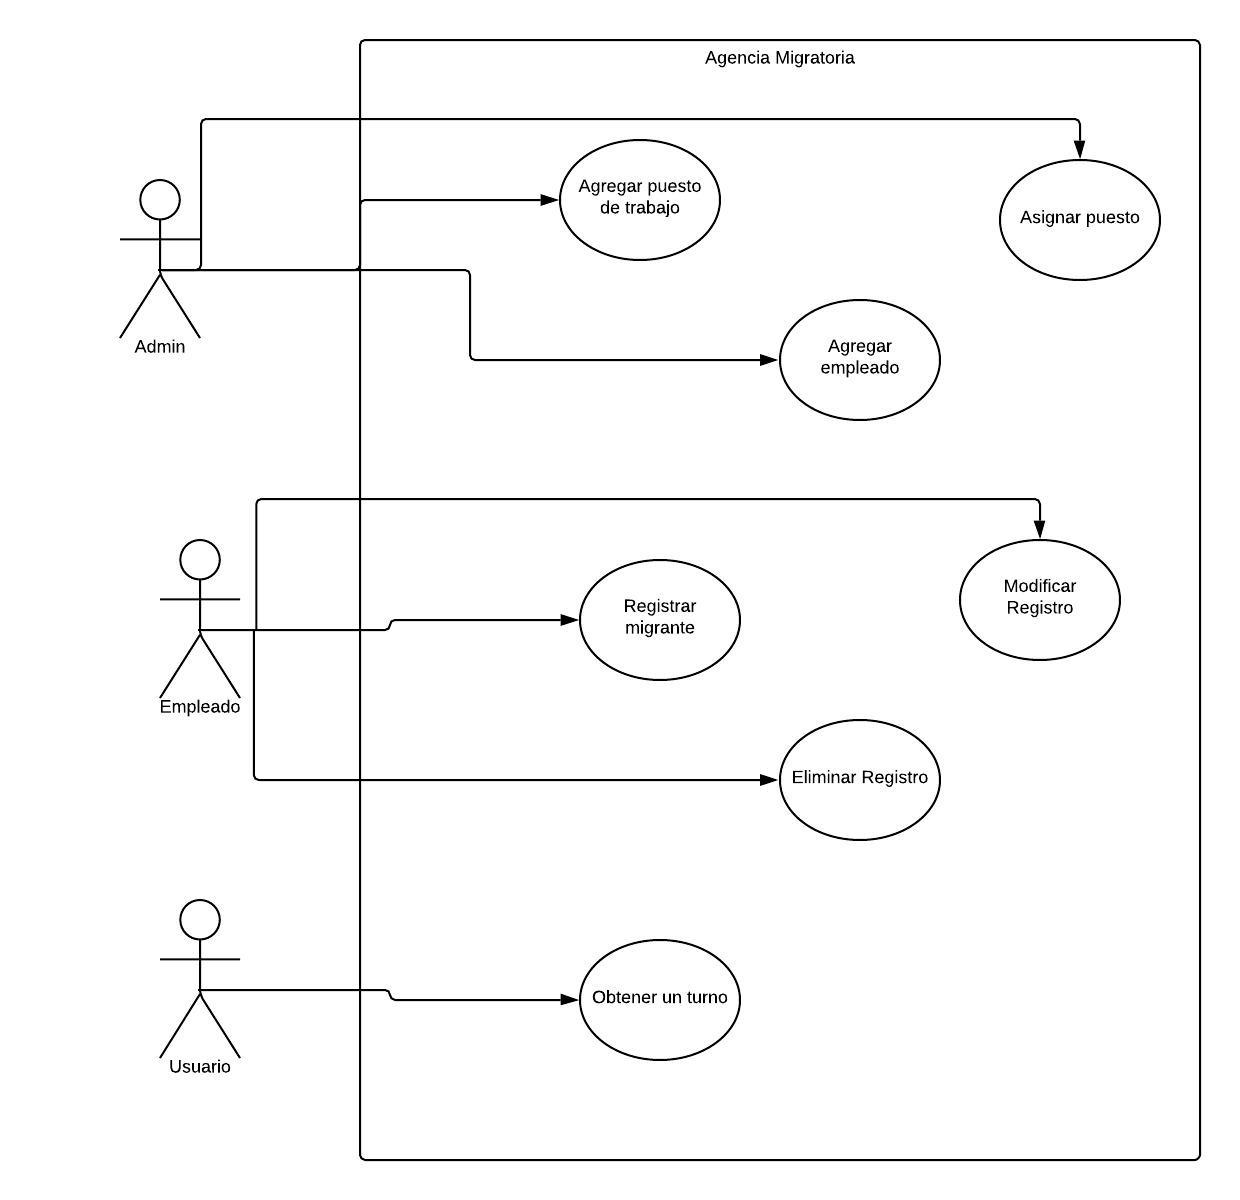 Agencia Migratoria
Agregar puesto
de trabajo
Asignar puesto
Admin
Agregar
empleado
Registrar
migrante
Modificar
Registro
Empleado
Eliminar Registro
Obtener un turno
Usuario